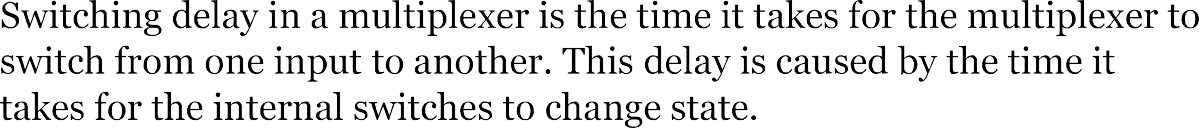 Switching delay in a multiplexer is the time it takes for the multiplexer to
switch from one input to another. This delay is caused by the time it
takes for the internal switches to change state.